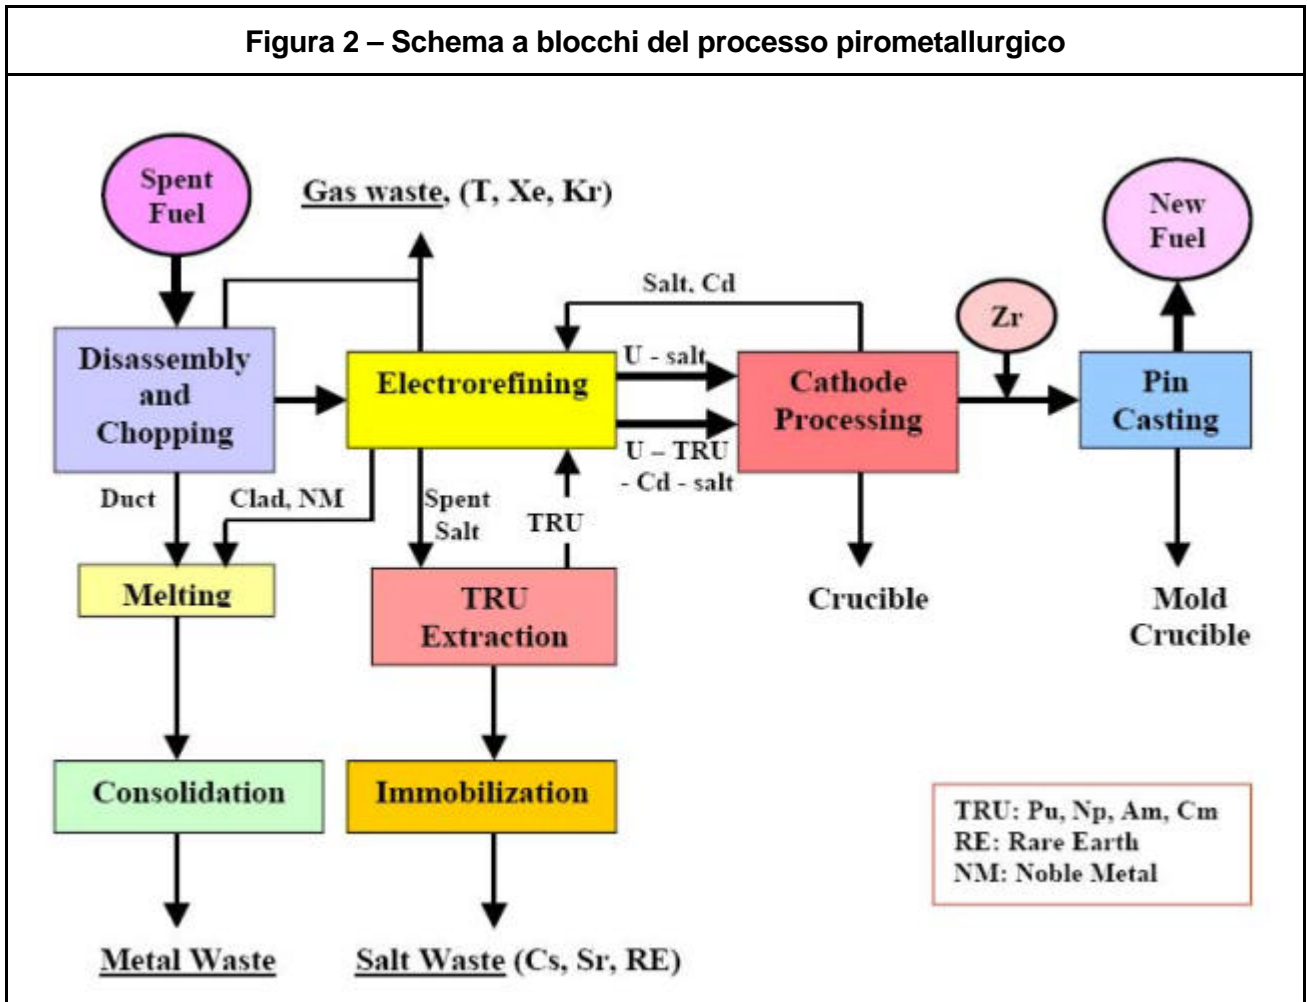 Figura 2 – Schema a blocchi del processo pirometallurgico
Spent
Fuel
Gas waste, (T, Xe, Kr)
New
Fuel
Salt, Cd
Zr
Disassembly
and
Chopping
Electrorefining
U - salt
U – TRU
- Cd - salt
Cathode
Processing
Pin
Casting
Duct
Clad, NM
Spent
Salt
TRU
Melting
TRU
Extraction
Crucible
Mold
Crucible
Consolidation
Immobilization
TRU: Pu, Np, Am, Cm
RE: Rare Earth
NM: Noble Metal
Metal Waste
Salt Waste (Cs, Sr, RE)